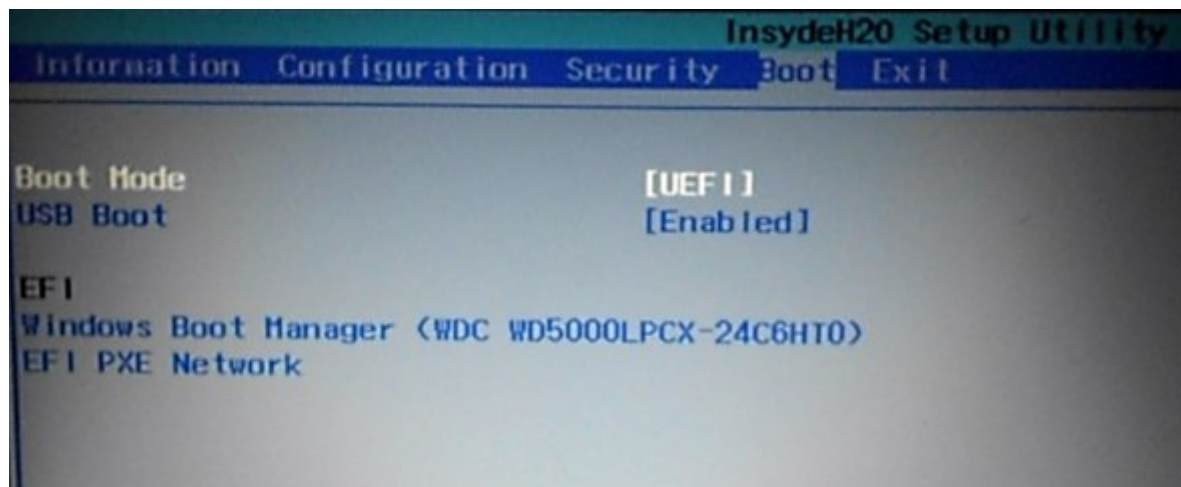 InsydeH20 Setup Utility
Information Configuration Security Boot Exit
Boot Mode [UEFI]
USB Boot [Enabled]
EFI
Windows Boot Manager (WDC WD5000LPCX-24C6HT0)
EFI PXE Network